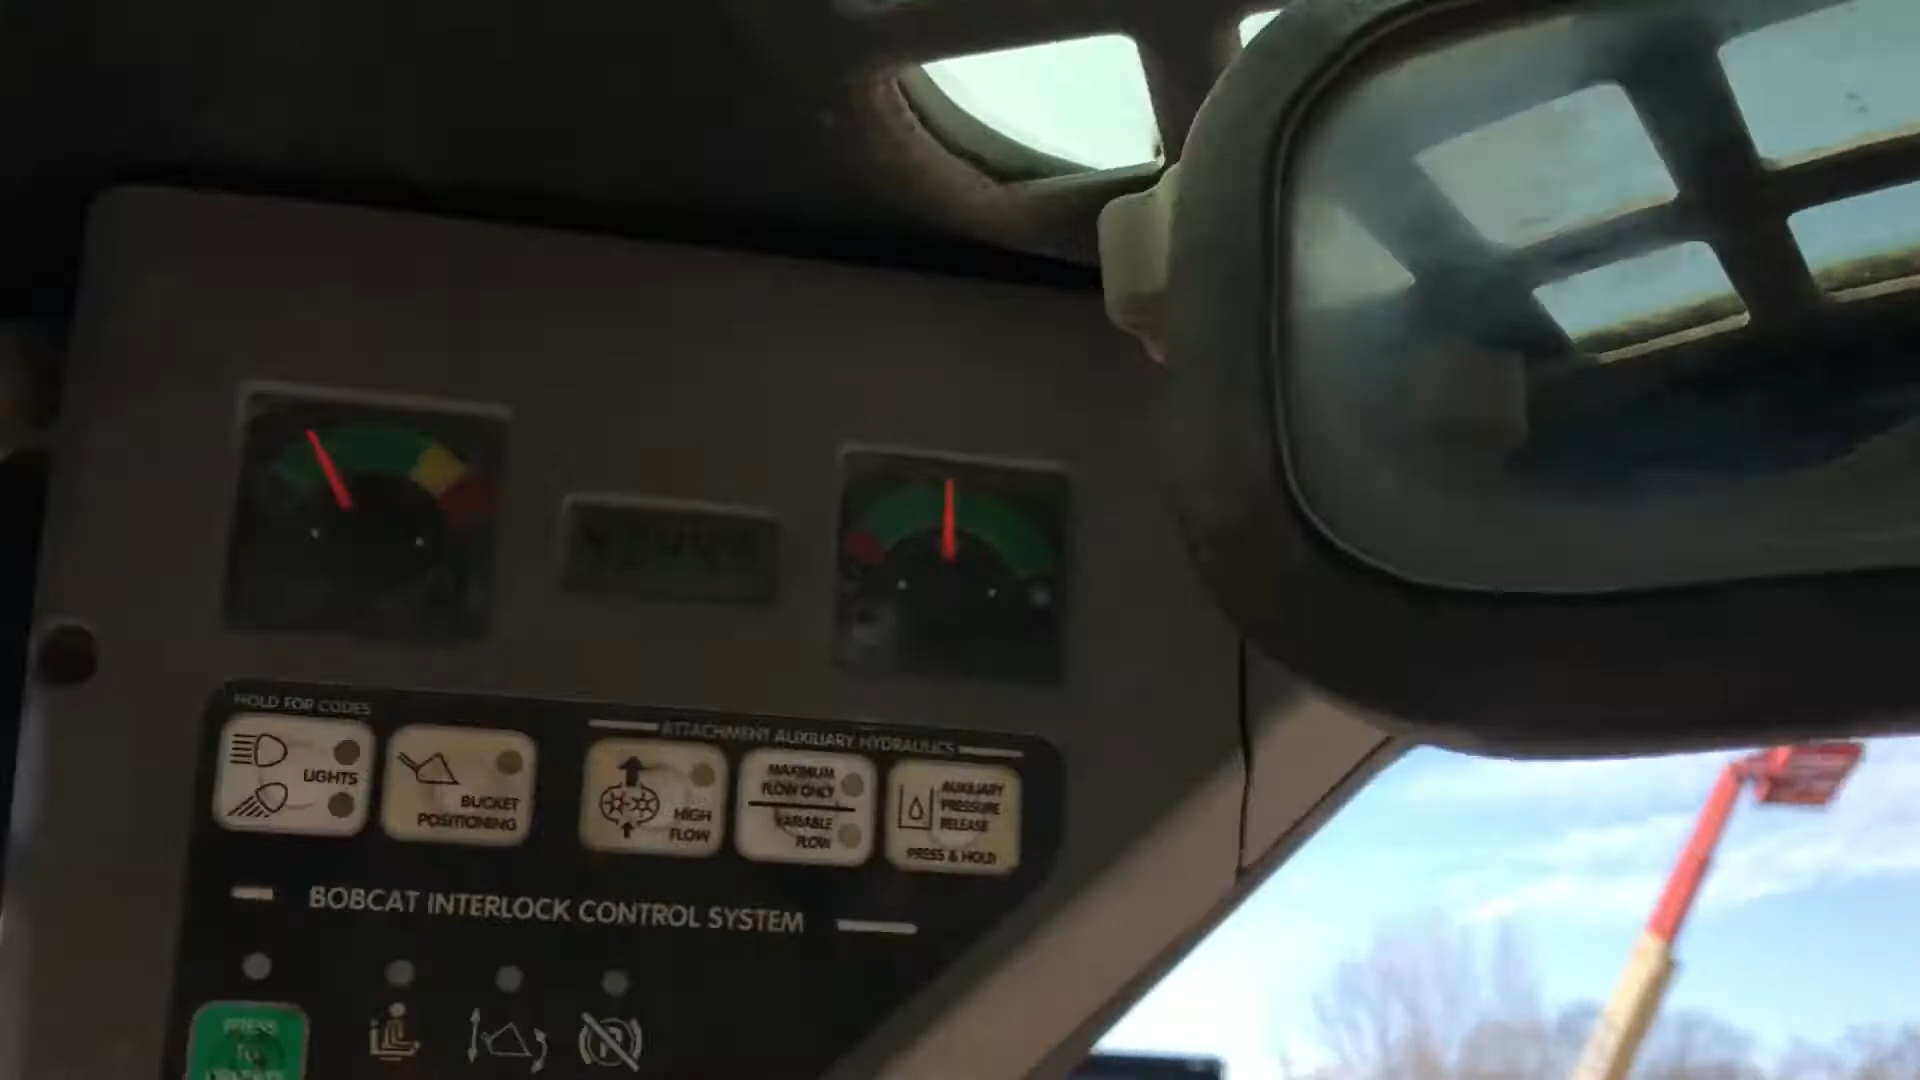 HOLD FOR CODES
ATTACHMENT AUXILIARY HYDRAULICS
LIGHTS
BUCKET
POSITIONING
HIGH
FLOW
MAXIMUM
FLOW ONLY
VARIABLE
FLOW
AUXILIARY
PRESSURE
RELEASE
PRESS & HOLD
BOBCAT INTERLOCK CONTROL SYSTEM
PRESS
TO